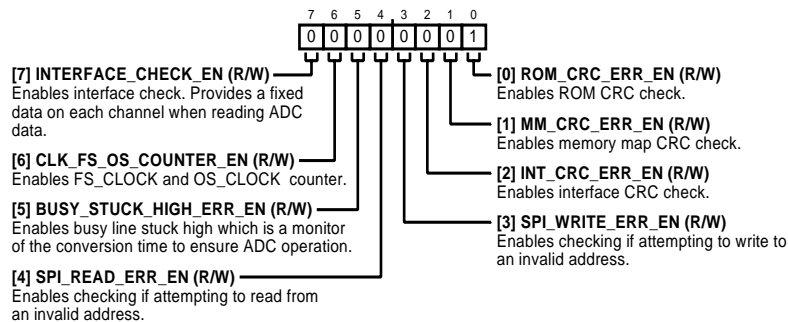 7 6 5 4 3 2 1 0
0 0 0 0 0 0 0 1
[7] INTERFACE_CHECK_EN (R/W)
Enables interface check. Provides a fixed
data on each channel when reading ADC
data.
[6] CLK_FS_OS_COUNTER_EN (R/W)
Enables FS_CLOCK and OS_CLOCK counter.
[5] BUSY_STUCK_HIGH_ERR_EN (R/W)
Enables busy line stuck high which is a monitor
of the conversion time to ensure ADC operation.
[4] SPI_READ_ERR_EN (R/W)
Enables checking if attempting to read from
an invalid address.
[0] ROM_CRC_ERR_EN (R/W)
Enables ROM CRC check.
[1] MM_CRC_ERR_EN (R/W)
Enables memory map CRC check.
[2] INT_CRC_ERR_EN (R/W)
Enables interface CRC check.
[3] SPI_WRITE_ERR_EN (R/W)
Enables checking if attempting to write to
an invalid address.